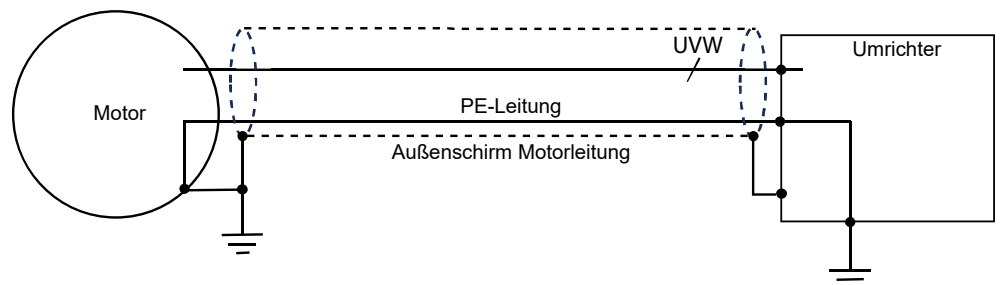 UVW
Umrichter
Motor
PE-Leitung
Außenschirm Motorleitung